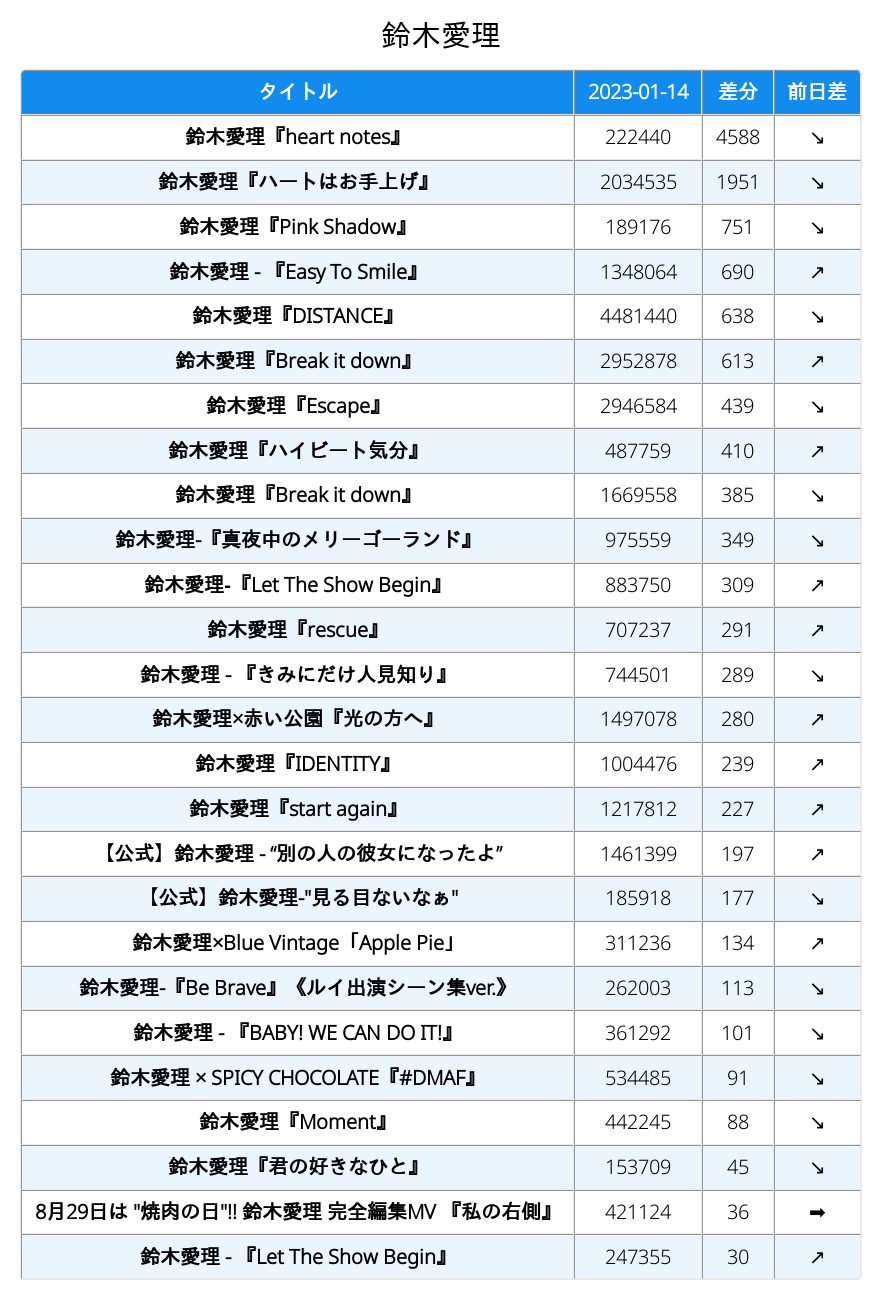 鈴木愛理
タイトル 2023-01-14 差分 前日差
鈴木愛理『heart notes』 222440 4588 ↘
鈴木愛理『ハートはお手上げ』 2034535 1951 ↘
鈴木愛理『Pink Shadow』 189176 751 ↘
鈴木愛理 - 『Easy To Smile』 1348064 690 ↗
鈴木愛理『DISTANCE』 4481440 638 ↘
鈴木愛理『Break it down』 2952878 613 ↗
鈴木愛理『Escape』 2946584 439 ↘
鈴木愛理『ハイビート気分』 487759 410 ↗
鈴木愛理『Break it down』 1669558 385 ↘
鈴木愛理-『真夜中のメリーゴーランド』 975559 349 ↘
鈴木愛理-『Let The Show Begin』 883750 309 ↗
鈴木愛理『rescue』 707237 291 ↗
鈴木愛理 - 『きみにだけ人見知り』 744501 289 ↘
鈴木愛理×赤い公園『光の方へ』 1497078 280 ↗
鈴木愛理『IDENTITY』 1004476 239 ↗
鈴木愛理『start again』 1217812 227 ↗
【公式】鈴木愛理 - “別の人の彼女になったよ” 1461399 197 ↗
【公式】鈴木愛理-"見る目ないなぁ" 185918 177 ↘
鈴木愛理×Blue Vintage「Apple Pie」 311236 134 ↗
鈴木愛理-『Be Brave』《ルイ出演シーン集ver.》 262003 113 ↘
鈴木愛理 - 『BABY! WE CAN DO IT!』 361292 101 ↘
鈴木愛理 × SPICY CHOCOLATE『#DMAF』 534485 91 ↘
鈴木愛理『Moment』 442245 88 ↘
鈴木愛理『君の好きなひと』 153709 45 ↘
8月29日は "焼肉の日"!! 鈴木愛理 完全編集MV 『私の右側』 421124 36 ➡
鈴木愛理 - 『Let The Show Begin』 247355 30 ↗